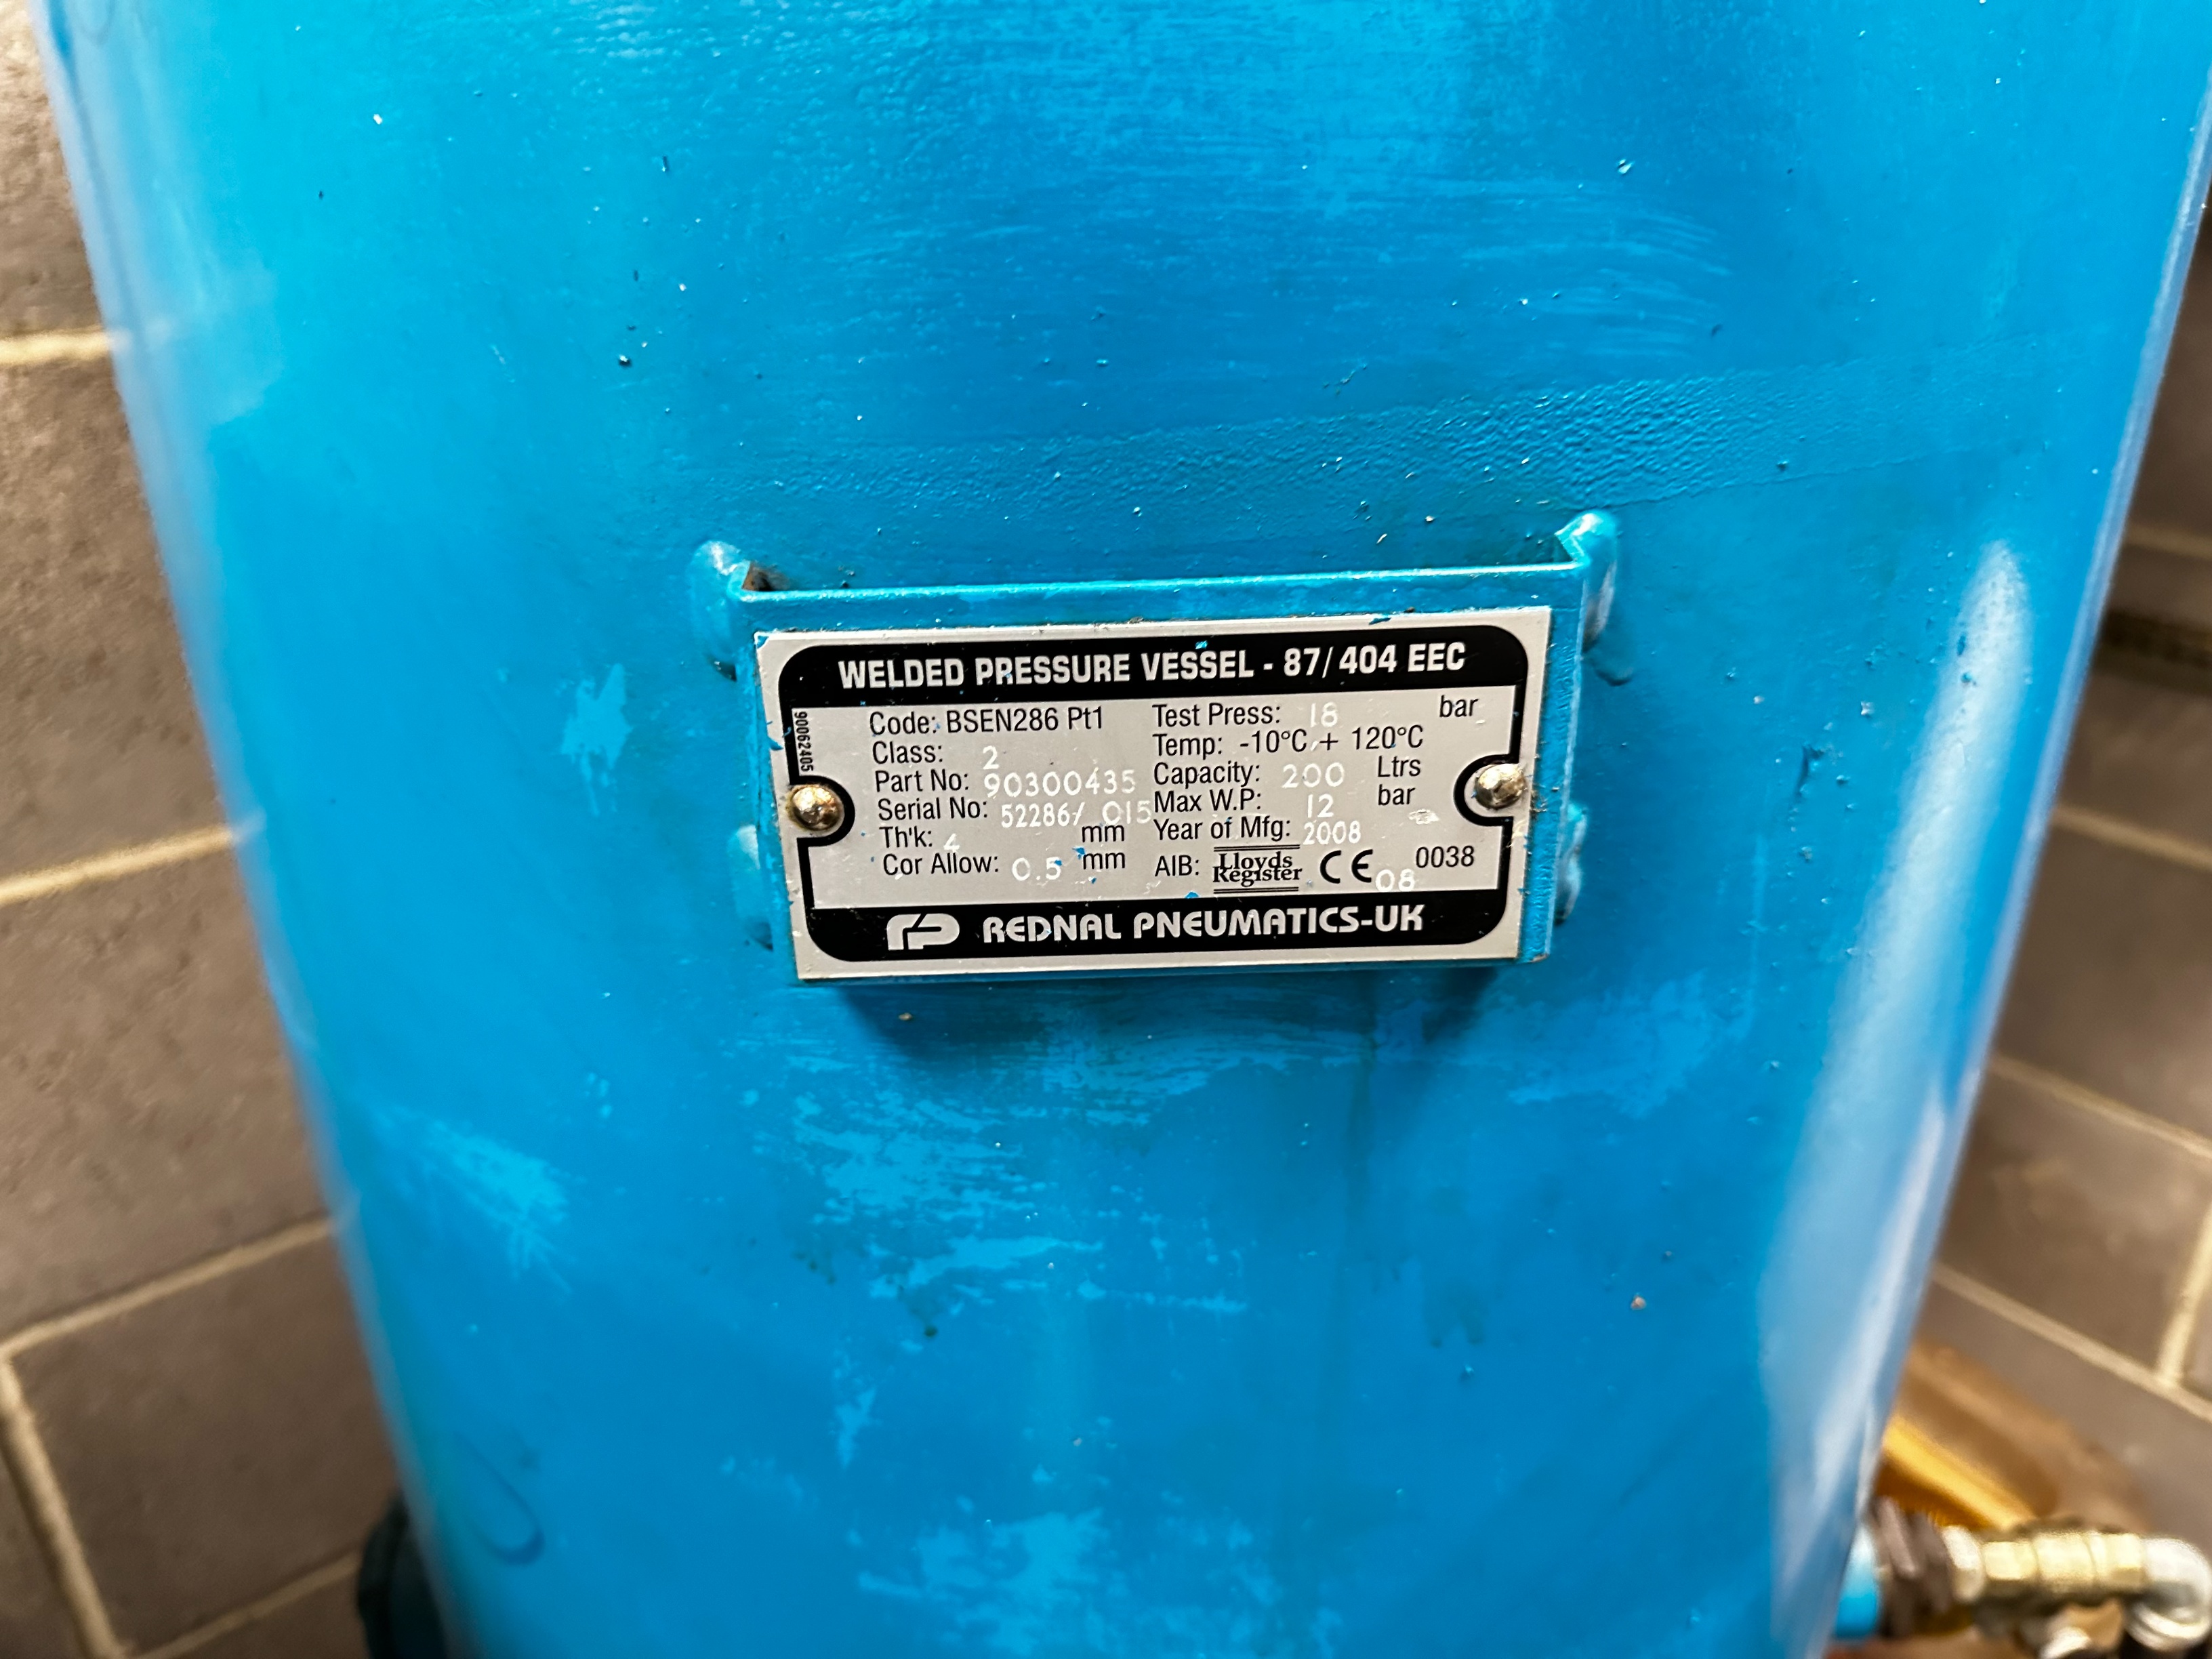 WELDED PRESSURE VESSEL - 87/404 EEC
90062405
Code: BSEN286 Pt1
Class: 2
Part No: 90300435
Serial No: 52286/ 015
Th'k: 4 mm
Cor Allow: 0.5 mm
Test Press: 18 bar
Temp: -10°C + 120°C
Capacity: 200 Ltrs
Max W.P: 12 bar
Year of Mfg: 2008
AIB: Lloyds Register CE 08 0038
REDNAL PNEUMATICS-UK